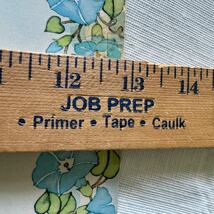 12 13 14
JOB PREP
• Primer • Tape • Caulk